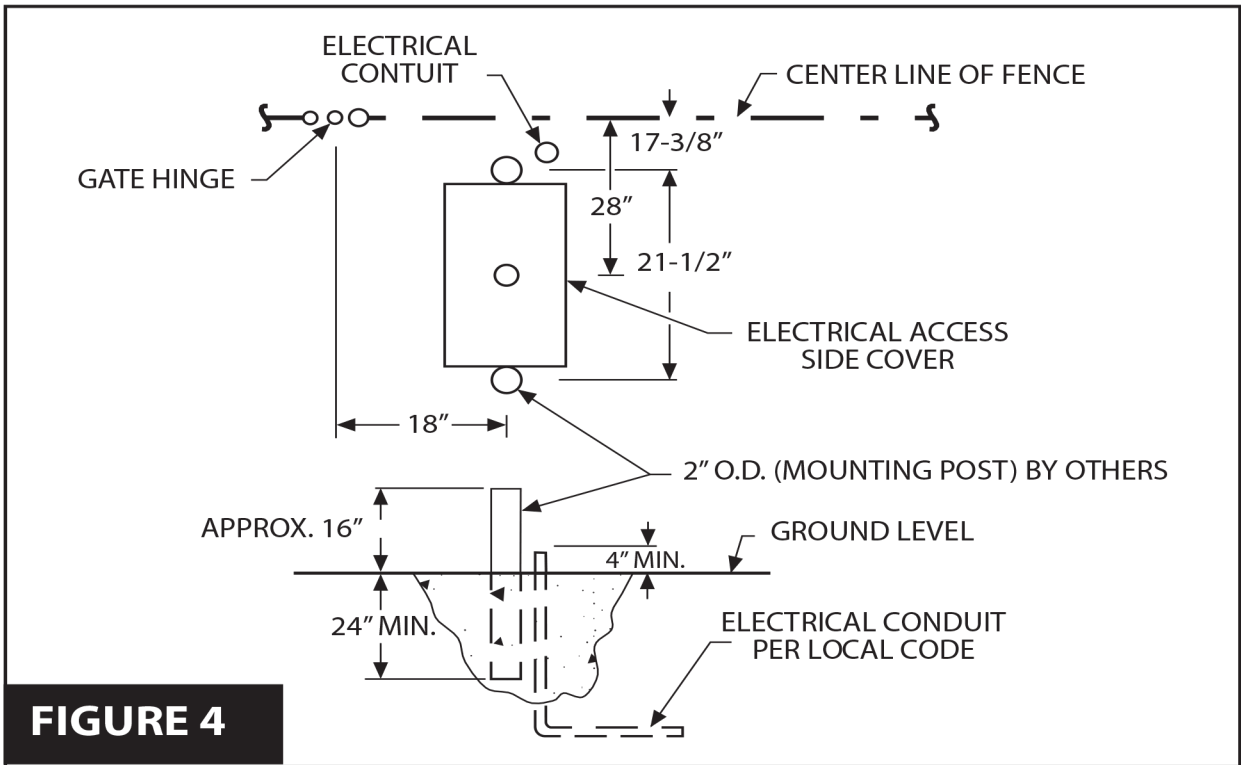 ELECTRICAL
CONTUIT
CENTER LINE OF FENCE
17-3/8”
GATE HINGE
28”
21-1/2”
ELECTRICAL ACCESS
SIDE COVER
18”
2” O.D. (MOUNTING POST) BY OTHERS
APPROX. 16”
GROUND LEVEL
4” MIN.
24” MIN.
ELECTRICAL CONDUIT
PER LOCAL CODE
FIGURE 4